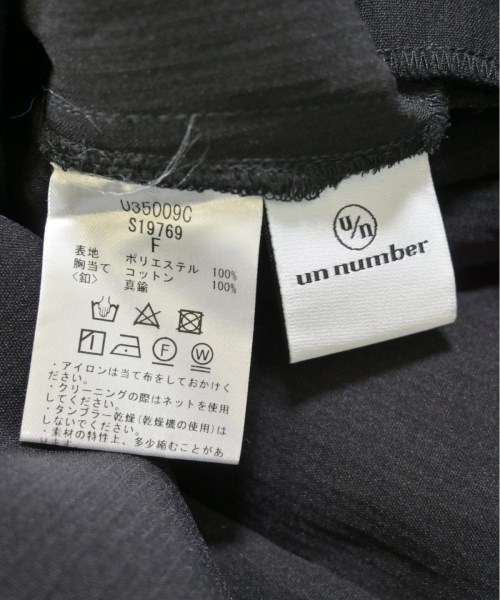 U35009C
S19769
F
表地 ポリエステル 100%
胸当て コットン 100%
〈釦〉 真鍮
F W
・アイロンは当て布をしておかけください。
・クリーニングの際はネットを使用してください。
・タンブラー乾燥(乾燥機の使用)はしないでください。
・素材の特性上、多少縮むことがあ
u/n
un number